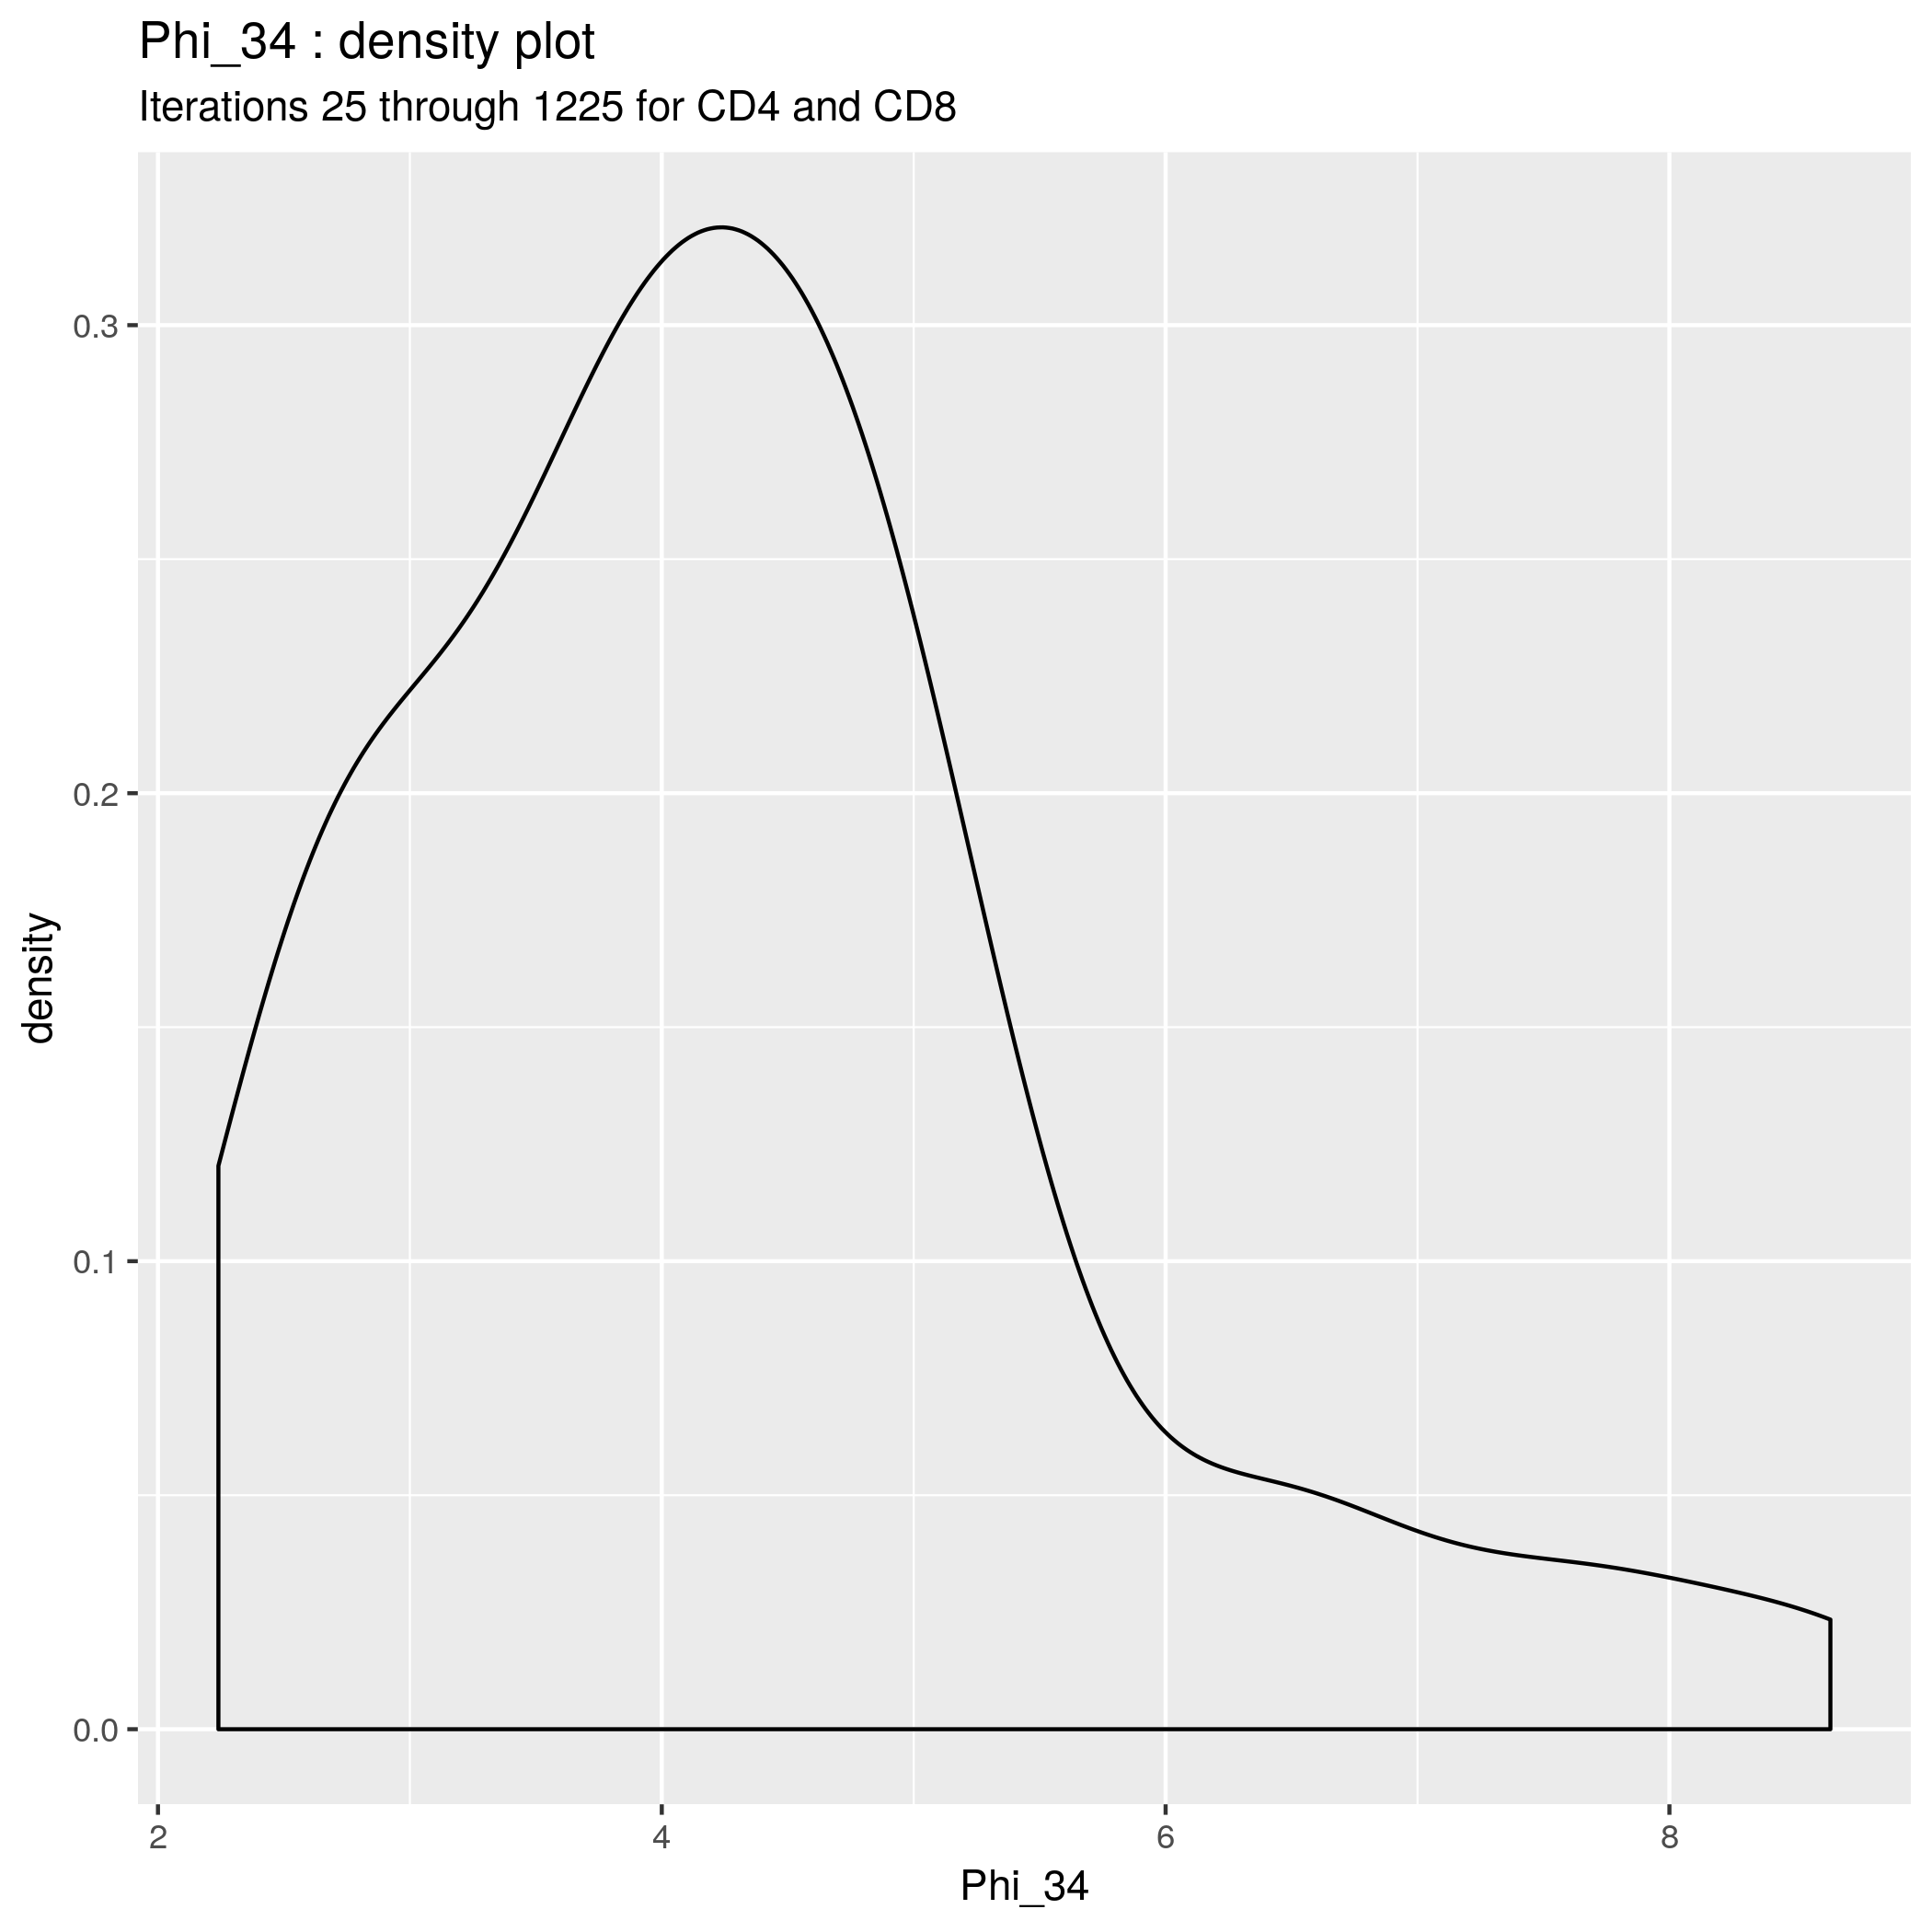 Phi_34 : density plot
Iterations 25 through 1225 for CD4 and CD8
density
0.3
0.2
0.1
0.0
2 4 6 8
Phi_34